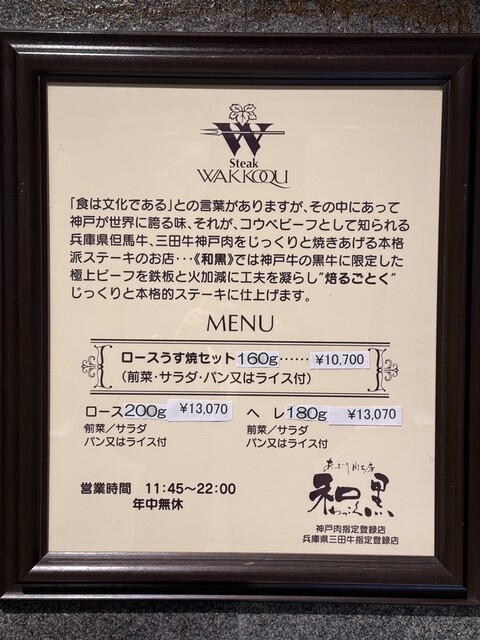 W
Steak
WAKKOQU
「食は文化である」との言葉がありますが、その中にあって
神戸が世界に誇る味、それが、コウベビーフとして知られる
兵庫県但馬牛、三田牛神戸肉をじっくりと焼きあげる本格
派ステーキのお店・・・《和黒》では神戸牛の黒牛に限定した
極上ビーフを鉄板と火加減に工夫を凝らし"焙るごとく"
じっくりと本格的ステーキに仕上げます。
MENU
ロースうす焼セット160g…… ¥10,700
(前菜・サラダ・パン又はライス付)
ロース200g ¥13,070
前菜/サラダ
パン又はライス付
ヘレ180g ¥13,070
前菜/サラダ
パン又はライス付
営業時間 11:45〜22:00
年中無休
あぶり肉工房
和黒
わっこく
神戸肉指定登録店
兵庫県三田牛指定登録店